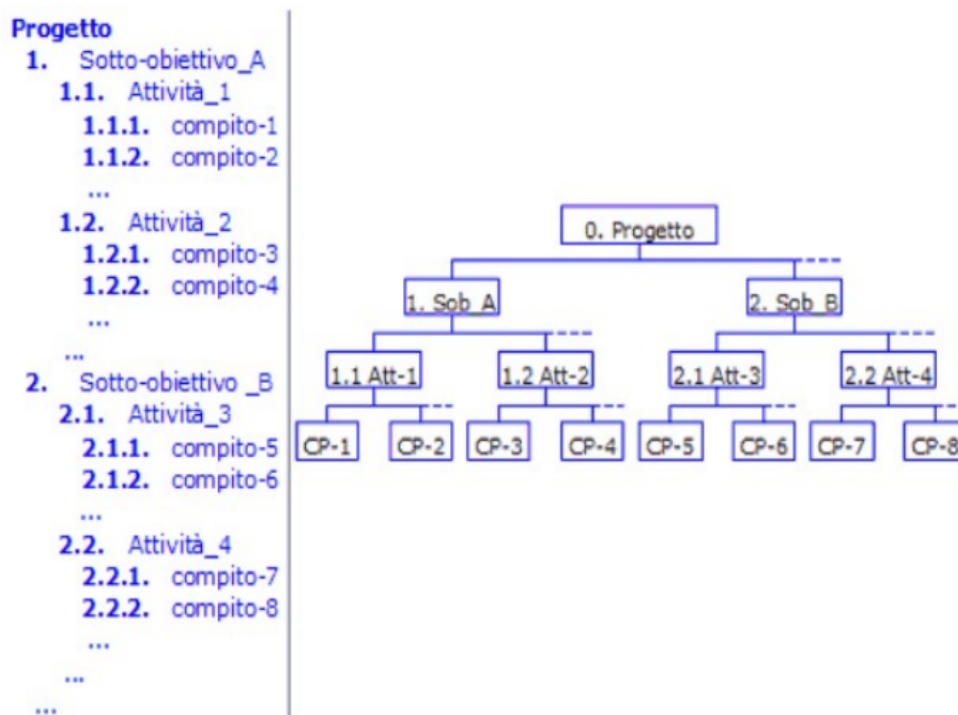 Progetto
1. Sotto-obiettivo_A
1.1. Attività_1
1.1.1. compito-1
1.1.2. compito-2
...
1.2. Attività_2
1.2.1. compito-3
1.2.2. compito-4
...
...
2. Sotto-obiettivo _B
2.1. Attività_3
2.1.1. compito-5
2.1.2. compito-6
...
2.2. Attività_4
2.2.1. compito-7
2.2.2. compito-8
...
...
...
0. Progetto
1. Sob_A 2. Sob_B
1.1 Att-1 1.2 Att-2 2.1 Att-3 2.2 Att-4
CP-1 CP-2 CP-3 CP-4 CP-5 CP-6 CP-7 CP-8